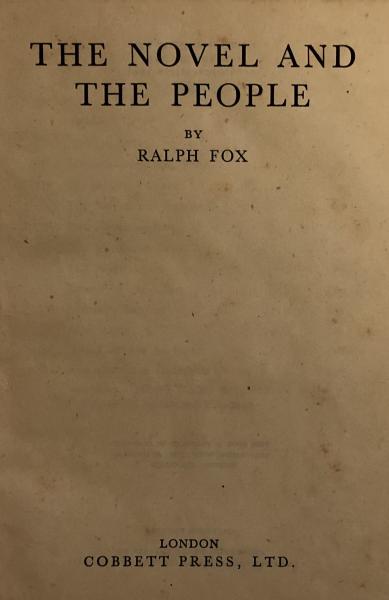 THE NOVEL AND
THE PEOPLE
BY
RALPH FOX
LONDON
COBBETT PRESS, LTD.